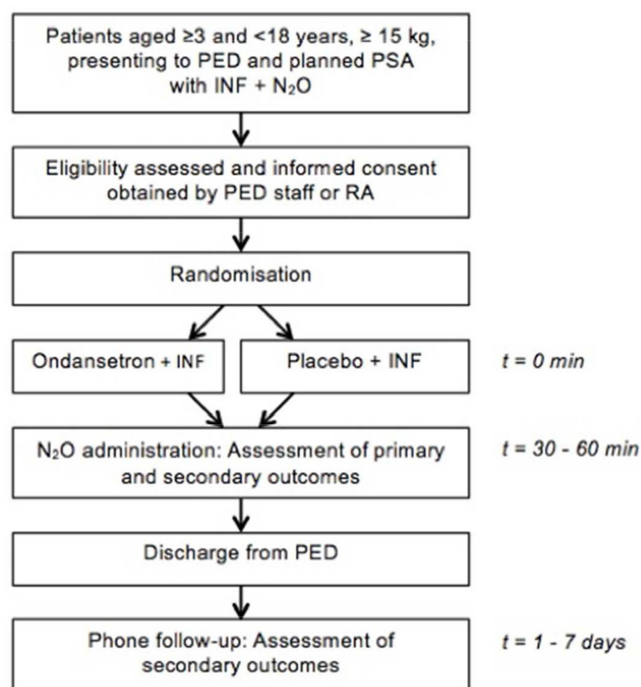 Patients aged ≥3 and <18 years, ≥ 15 kg,
presenting to PED and planned PSA
with INF + N₂O
Eligibility assessed and informed consent
obtained by PED staff or RA
Randomisation
Ondansetron + INF
Placebo + INF
t = 0 min
N₂O administration: Assessment of primary
and secondary outcomes
t = 30 - 60 min
Discharge from PED
Phone follow-up: Assessment of
secondary outcomes
t = 1 - 7 days